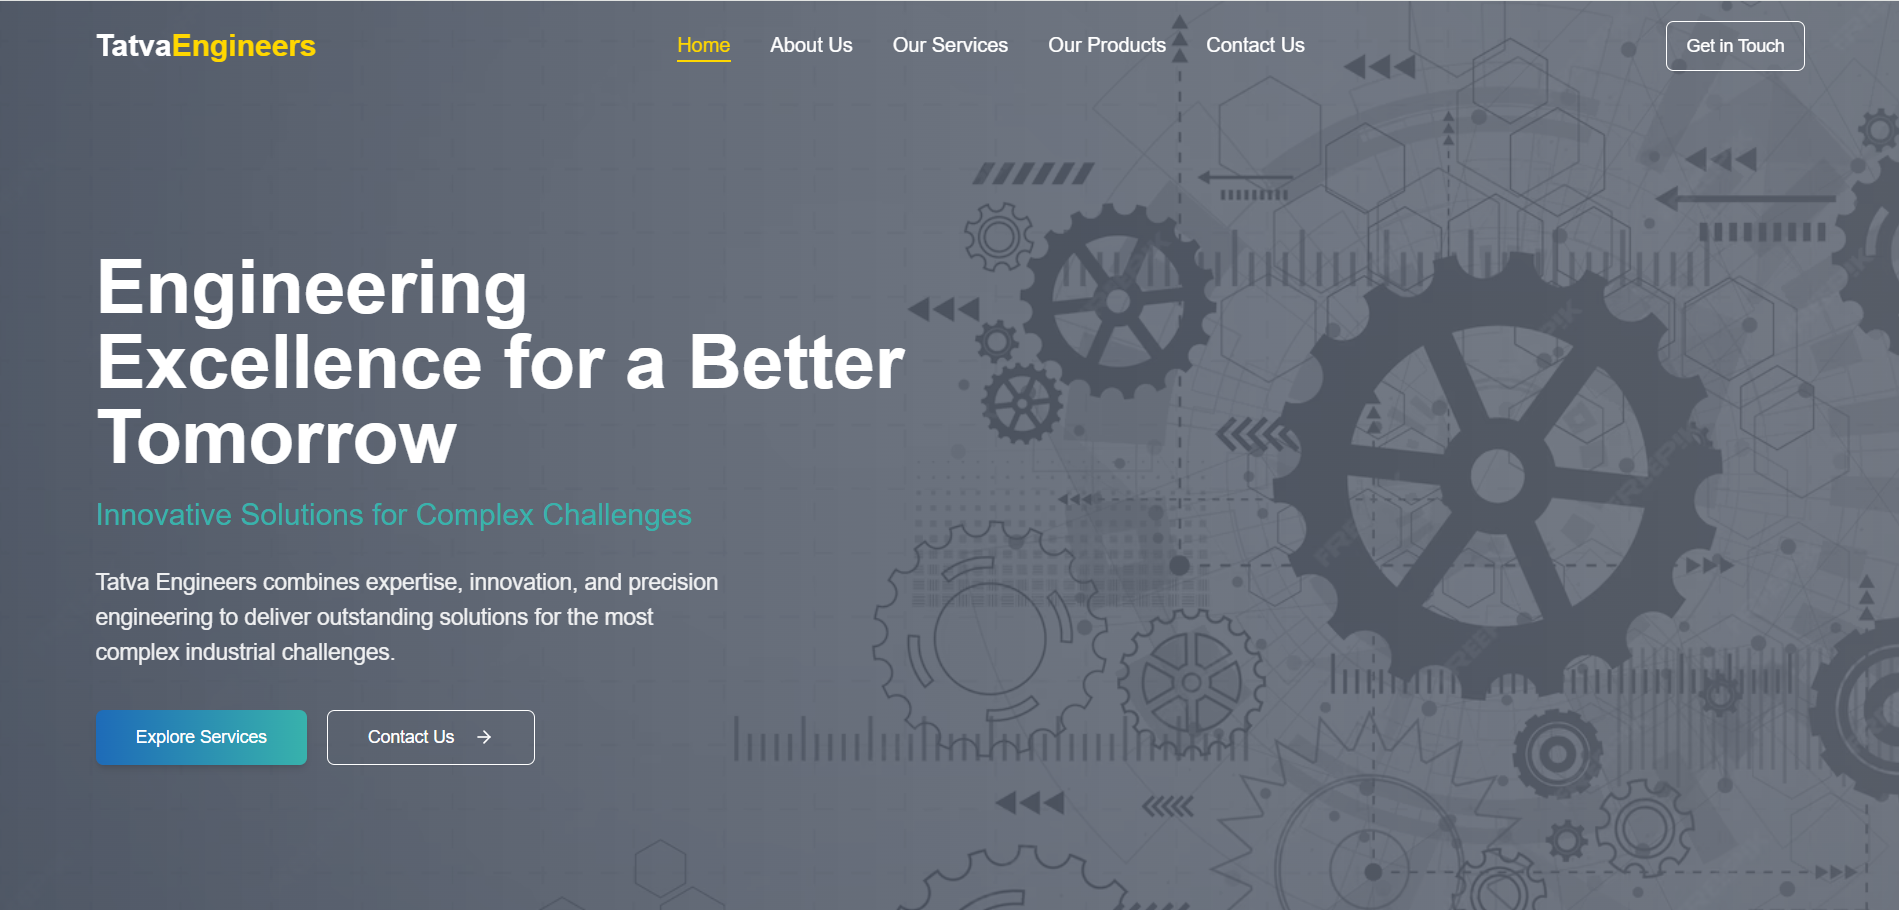 TatvaEngineers
Home
About Us
Our Services
Our Products
Contact Us
Get in Touch
Engineering
Excellence for a Better
Tomorrow
Innovative Solutions for Complex Challenges
Tatva Engineers combines expertise, innovation, and precision
engineering to deliver outstanding solutions for the most
complex industrial challenges.
Explore Services
Contact Us